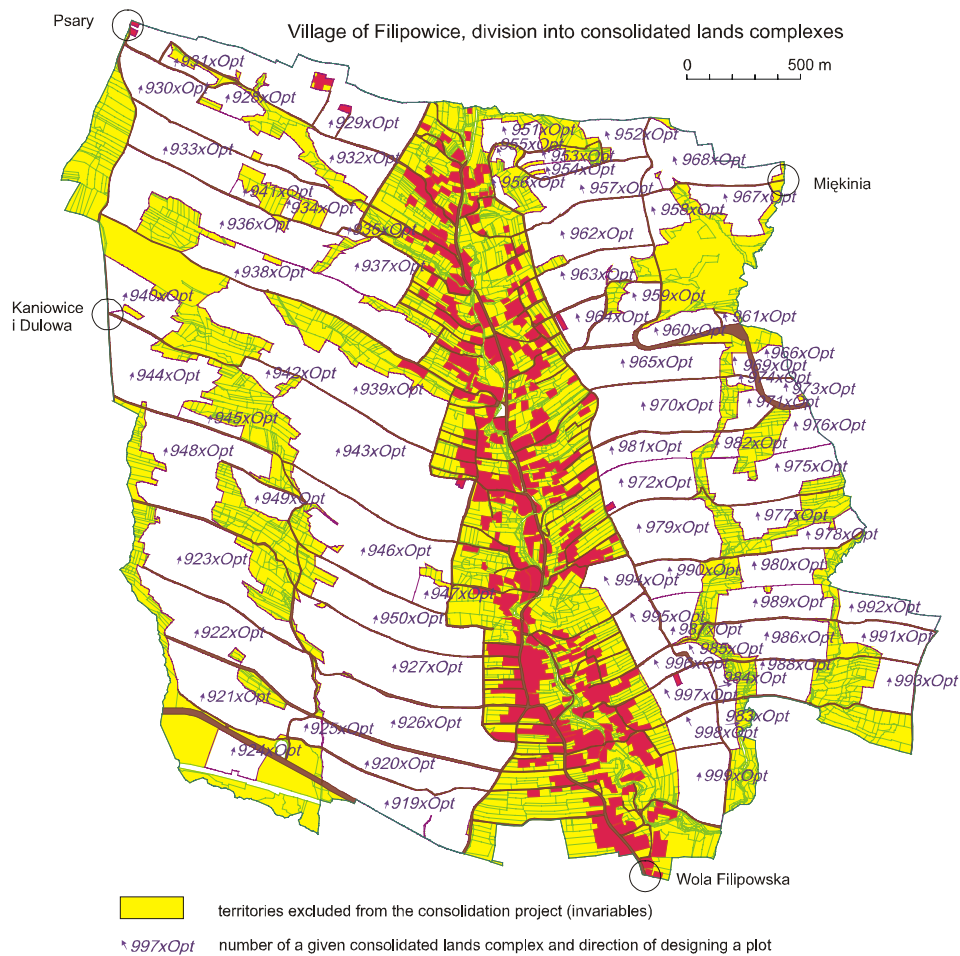 Psary
Village of Filipowice, division into consolidated lands complexes
0 500 m
931xOpt
930xOpt
928xOpt
929xOpt
951xOpt
952xOpt
955xOpt
933xOpt
932xOpt
953xOpt
968xOpt
954xOpt
956xOpt
957xOpt
Miękinia
941xOpt
967xOpt
934xOpt
958xOpt
936xOpt
935xOpt
962xOpt
938xOpt
937xOpt
963xOpt
Kaniowice
i Dulowa
940xOpt
959xOpt
964xOpt
961xOpt
960xOpt
966xOpt
965xOpt
969xOpt
944xOpt
942xOpt
974xOpt
939xOpt
973xOpt
970xOpt
971xOpt
945xOpt
976xOpt
948xOpt
943xOpt
981xOpt
982xOpt
975xOpt
972xOpt
949xOpt
977xOpt
979xOpt
978xOpt
923xOpt
946xOpt
980xOpt
990xOpt
994xOpt
947xOpt
989xOpt
992xOpt
950xOpt
995xOpt
922xOpt
987xOpt
986xOpt
991xOpt
985xOpt
927xOpt
996xOpt
988xOpt
984xOpt
993xOpt
921xOpt
997xOpt
983xOpt
925xOpt
926xOpt
998xOpt
924xOpt
920xOpt
999xOpt
919xOpt
Wola Filipowska
territories excluded from the consolidation project (invariables)
997xOpt number of a given consolidated lands complex and direction of designing a plot